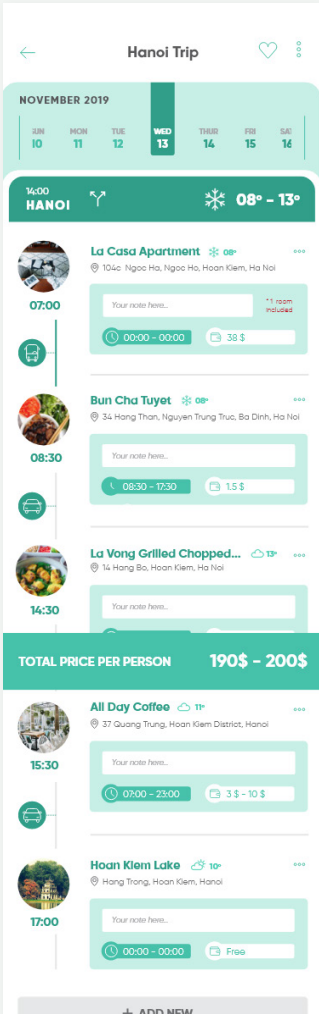 Hanoi Trip
NOVEMBER 2019
SUN MON TUE WED THUR FRI SAT
10 11 12 13 14 15 16
14:00
HANOI
08° - 13°
La Casa Apartment 08°
104c Ngoc Ha, Ngoc Ho, Hoan Kiem, Ha Noi
07:00
Your note here...
*1 room
included
00:00 - 00:00 38 $
Bun Cha Tuyet 08°
34 Hang Than, Nguyen Trung Truc, Ba Dinh, Ha Noi
08:30
Your note here...
08:30 - 17:30 1.5 $
La Vong Grilled Chopped... 13°
14 Hang Bo, Hoan Kiem, Ha Noi
14:30
Your note here...
TOTAL PRICE PER PERSON 190$ - 200$
All Day Coffee 11°
37 Quang Trung, Hoan Kiem District, Hanoi
15:30
Your note here...
07:00 - 23:00 3 $ - 10 $
Hoan Kiem Lake 10°
Hang Trong, Hoan Kiem, Hanoi
17:00
Your note here...
00:00 - 00:00 Free
+ ADD NEW